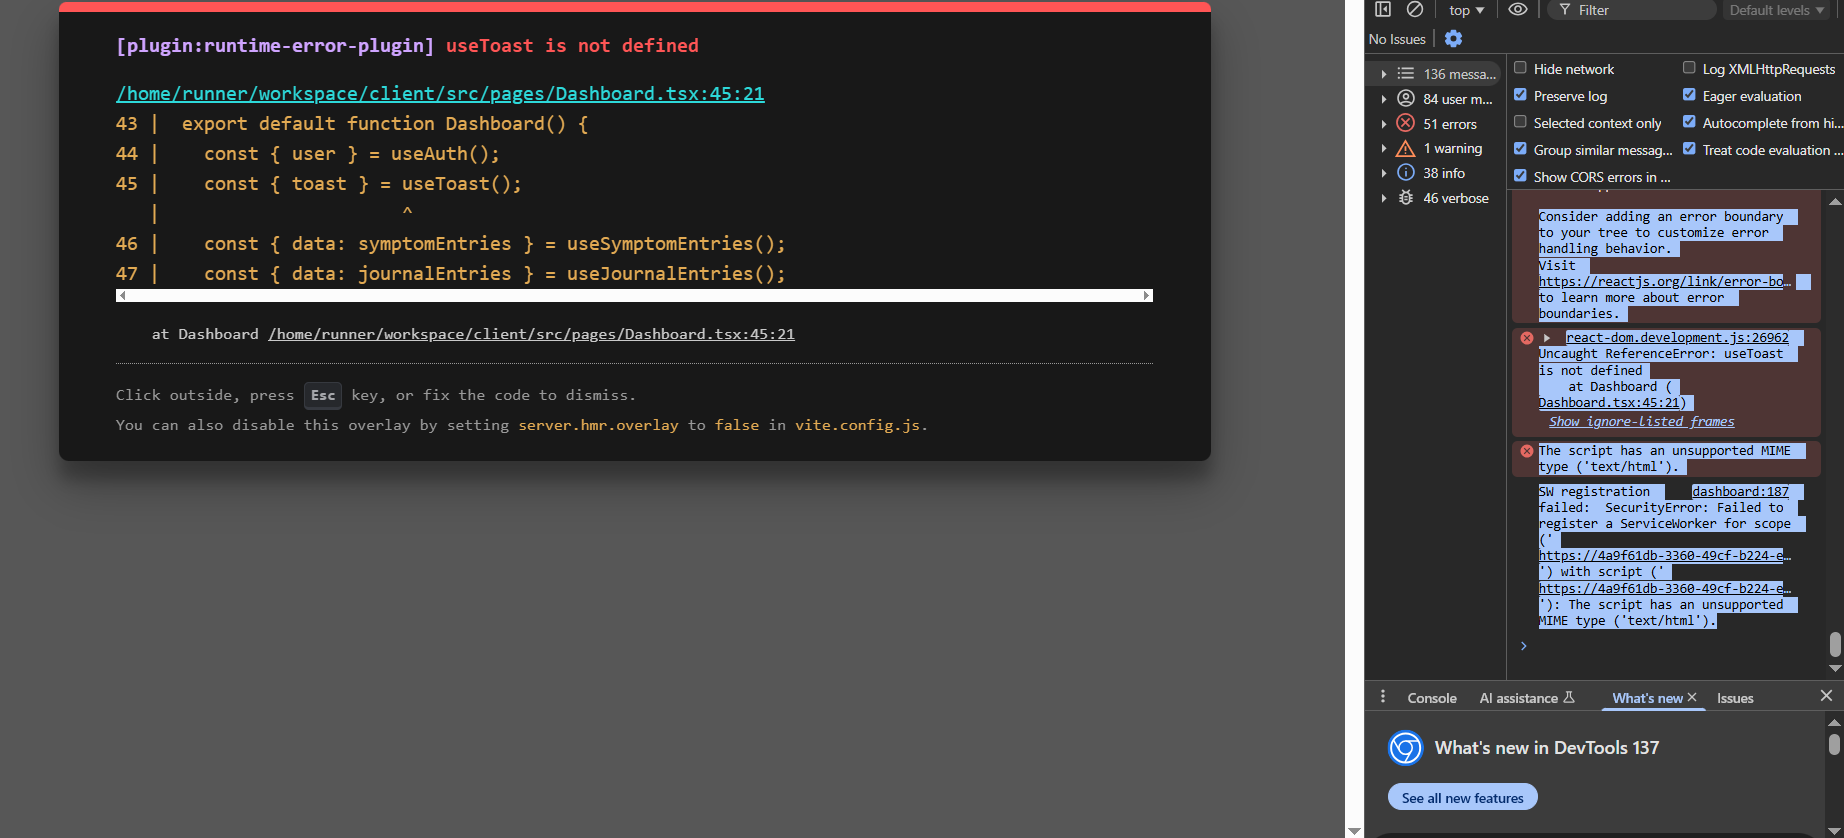 [plugin:runtime-error-plugin] useToast is not defined
/home/runner/workspace/client/src/pages/Dashboard.tsx:45:21
43 | export default function Dashboard() {
44 | const { user } = useAuth();
45 | const { toast } = useToast();
| ^
46 | const { data: symptomEntries } = useSymptomEntries();
47 | const { data: journalEntries } = useJournalEntries();
at Dashboard /home/runner/workspace/client/src/pages/Dashboard.tsx:45:21
Click outside, press Esc key, or fix the code to dismiss.
You can also disable this overlay by setting server.hmr.overlay to false in vite.config.js.
top
Filter
Default levels
No Issues
136 messa...
84 user m...
51 errors
1 warning
38 info
46 verbose
Hide network
Log XMLHttpRequests
Preserve log
Eager evaluation
Selected context only
Autocomplete from hi...
Group similar messag...
Treat code evaluation ...
Show CORS errors in ...
Consider adding an error boundary
to your tree to customize error
handling behavior.
Visit
https://reactjs.org/link/error-bo…
to learn more about error
boundaries.
react-dom.development.js:26962
Uncaught ReferenceError: useToast
is not defined
at Dashboard (
Dashboard.tsx:45:21)
Show ignore-listed frames
The script has an unsupported MIME
type ('text/html').
SW registration dashboard:187
failed: SecurityError: Failed to
register a ServiceWorker for scope
('
https://4a9f61db-3360-49cf-b224-e…
') with script ('
https://4a9f61db-3360-49cf-b224-e…
'): The script has an unsupported
MIME type ('text/html').
Console
AI assistance
What's new
Issues
What's new in DevTools 137
See all new features